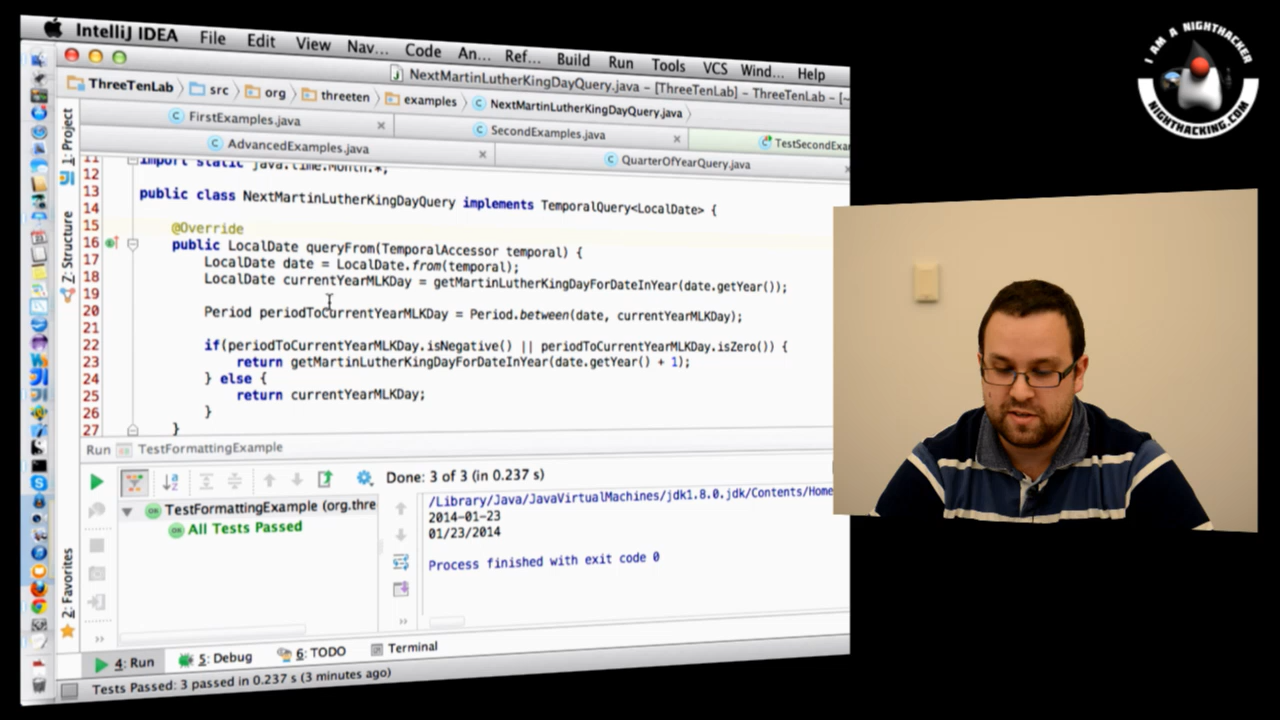 IntelliJ IDEA File Edit View Nav... Code An... Ref... Build Run Tools VCS Wind... Help
NextMartinLutherKingDayQuery.java – [ThreeTenLab] – ThreeTenLab – [~
ThreeTenLab src org threeten examples NextMartinLutherKingDayQuery.java
FirstExamples.java SecondExamples.java TestSecondExa
AdvancedExamples.java QuarterOfYearQuery.java
11 import static java.time.Month.*;
12
13 public class NextMartinLutherKingDayQuery implements TemporalQuery<LocalDate> {
14
15 @Override
16 public LocalDate queryFrom(TemporalAccessor temporal) {
17 LocalDate date = LocalDate.from(temporal);
18 LocalDate currentYearMLKDay = getMartinLutherKingDayForDateInYear(date.getYear());
19
20 Period periodToCurrentYearMLKDay = Period.between(date, currentYearMLKDay);
21
22 if(periodToCurrentYearMLKDay.isNegative() || periodToCurrentYearMLKDay.isZero()) {
23 return getMartinLutherKingDayForDateInYear(date.getYear() + 1);
24 } else {
25 return currentYearMLKDay;
26 }
27 }
1: Project
7: Structure
2: Favorites
Run TestFormattingExample
Done: 3 of 3 (in 0.237 s)
TestFormattingExample (org.thre
All Tests Passed
/Library/Java/JavaVirtualMachines/jdk1.8.0.jdk/Contents/Home
2014-01-23
01/23/2014
Process finished with exit code 0
4: Run 5: Debug 6: TODO Terminal
Tests Passed: 3 passed in 0.237 s (3 minutes ago)
I AM A NIGHTHACKER
NIGHTHACKING.COM